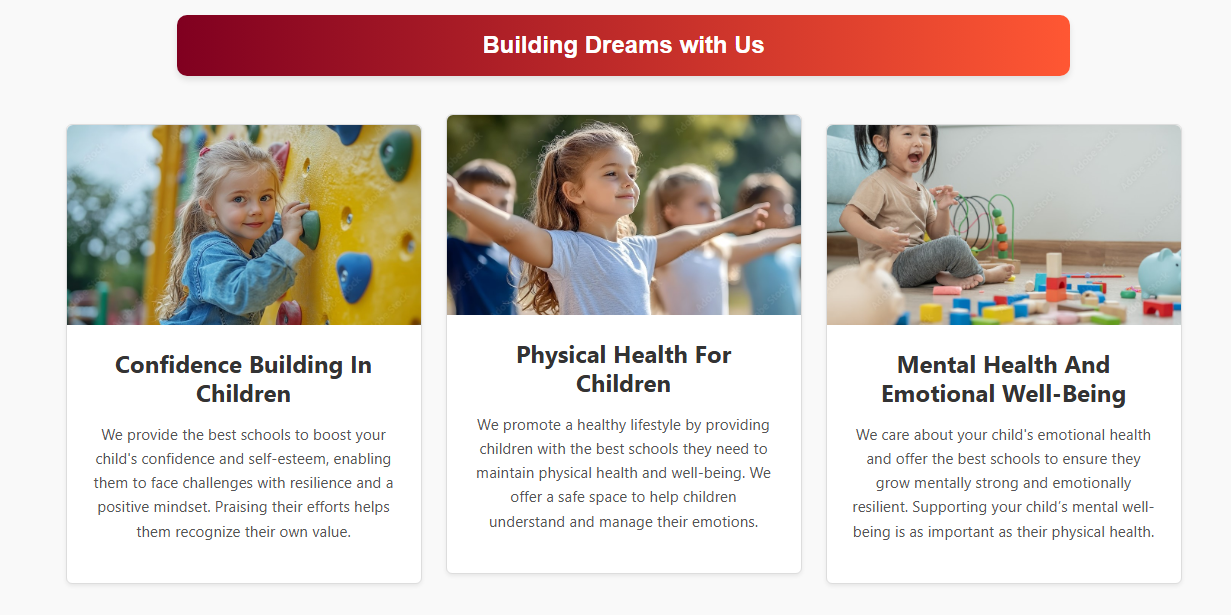 Building Dreams with Us
Confidence Building In
Children
We provide the best schools to boost your
child's confidence and self-esteem, enabling
them to face challenges with resilience and a
positive mindset. Praising their efforts helps
them recognize their own value.
Physical Health For
Children
We promote a healthy lifestyle by providing
children with the best schools they need to
maintain physical health and well-being. We
offer a safe space to help children
understand and manage their emotions.
Mental Health And
Emotional Well-Being
We care about your child's emotional health
and offer the best schools to ensure they
grow mentally strong and emotionally
resilient. Supporting your child’s mental well-
being is as important as their physical health.